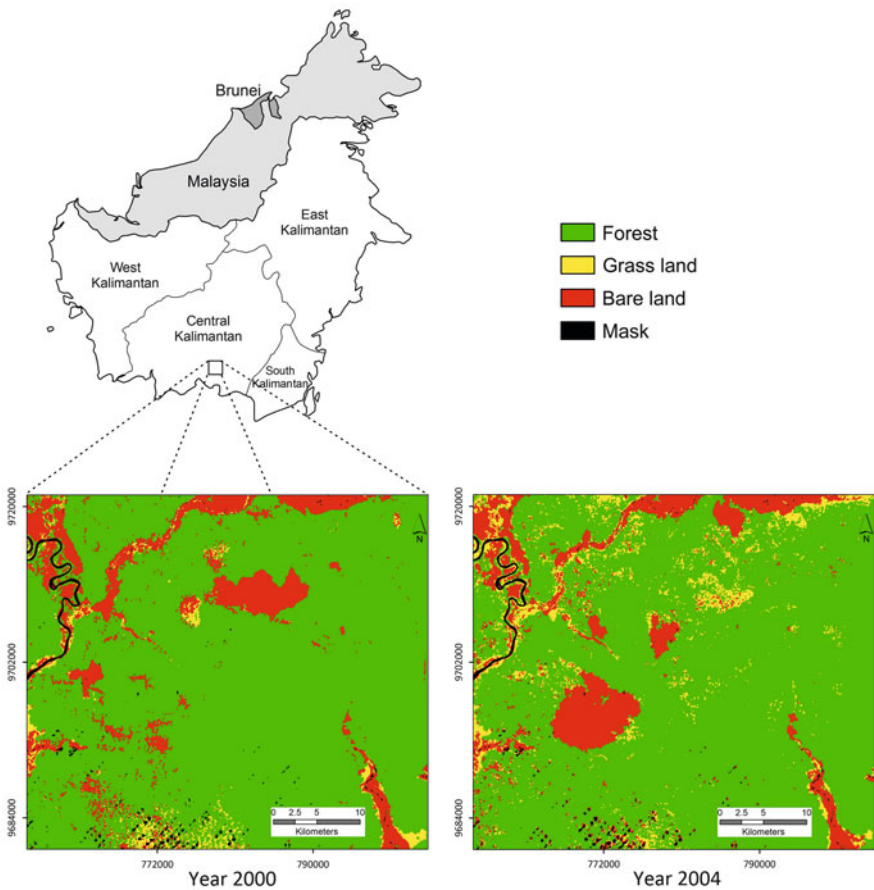 Brunei
Malaysia
East
Kalimantan
West
Kalimantan
Central
Kalimantan
South
Kalimantan
Forest
Grass land
Bare land
Mask
9720000
9702000
9684000
N
0 2.5 5 10
Kilometers
772000 790000
Year 2000
9720000
9702000
9684000
N
0 2.5 5 10
Kilometers
772000 790000
Year 2004